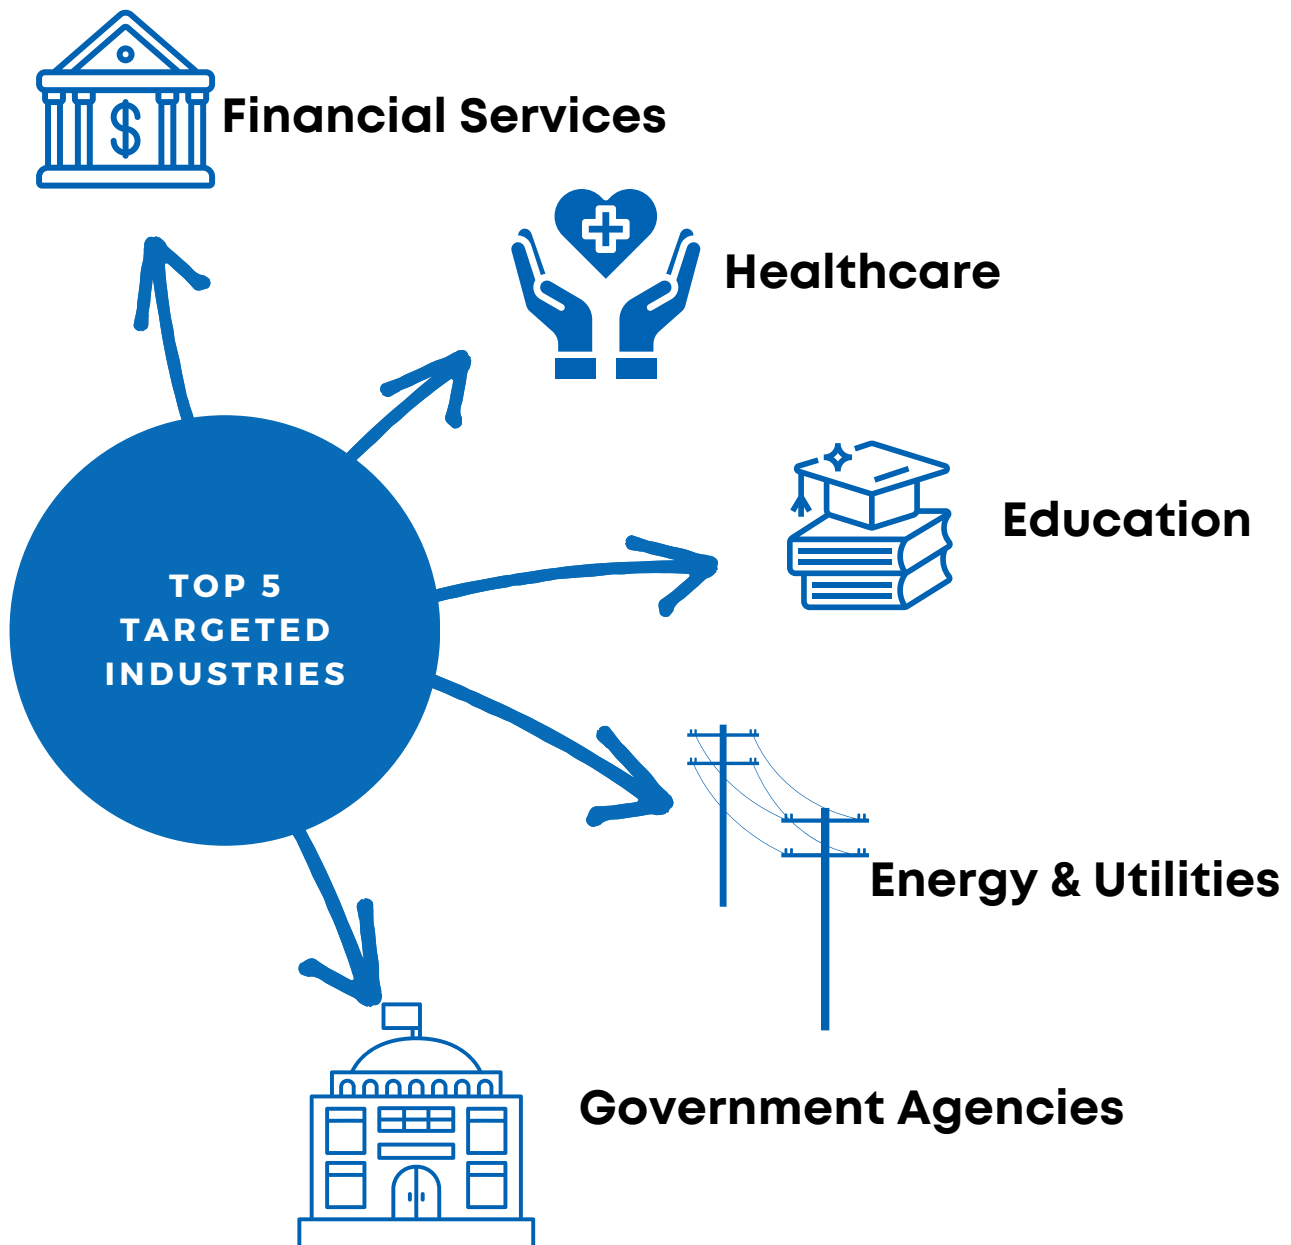 Financial Services
Healthcare
Education
TOP 5
TARGETED
INDUSTRIES
Energy & Utilities
Government Agencies